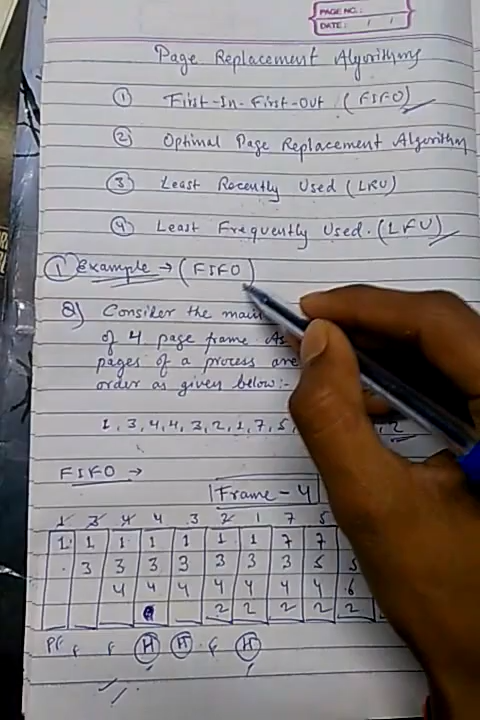 PAGE NO.:
DATE: / /
Page Replacement Algorithms
① First-In-First-Out (FIFO)
② Optimal Page Replacement Algorithm
③ Least Recently Used (LRU)
④ Least Frequently Used. (LFU)
① Example → (FIFO)
Q) Consider the main
of 4 page frame As
pages of a process are
order as given below:-
1, 3, 4, 4, 3, 2, 1, 7, 5, , 2
FIFO →
Frame - 4
1 3 4 4 3 2 1 7 5
1 1 1 1 1 1 1 7 7
3 3 3 3 3 3 3 5 5
4 4 4 4 4 4 4 6
2 2 2 2 2
PF F F H H F H